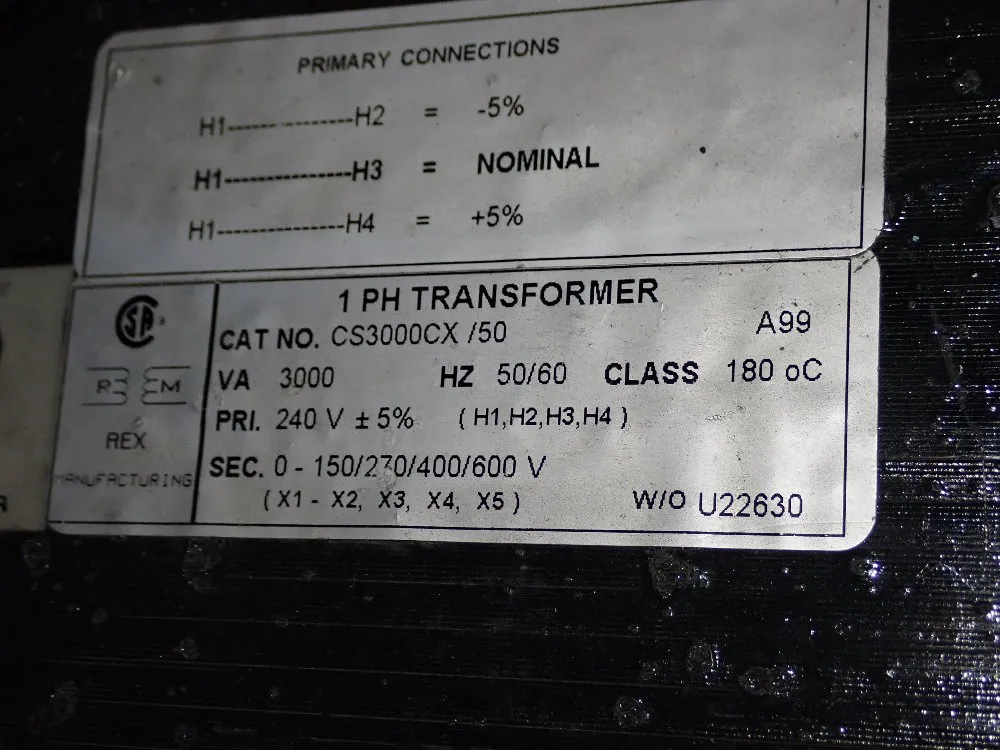 PRIMARY CONNECTIONS
H1---------------H2 = -5%
H1---------------H3 = NOMINAL
H1---------------H4 = +5%
1 PH TRANSFORMER
CAT NO. CS3000CX /50 A99
VA 3000 HZ 50/60 CLASS 180 oC
PRI. 240 V ± 5% ( H1,H2,H3,H4 )
SEC. 0 - 150/270/400/600 V
( X1 - X2, X3, X4, X5 ) W/O U22630
SA
R M
REX
MANUFACTURING
R